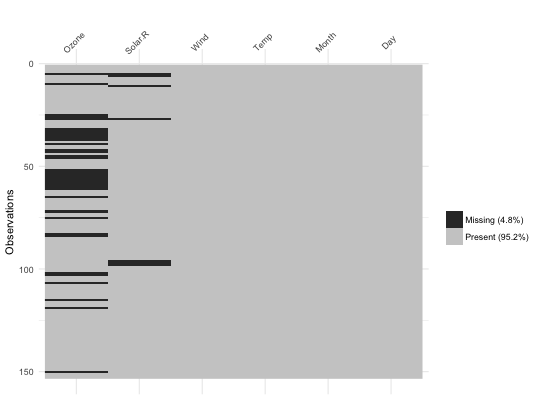 Ozone
Solar.R
Wind
Temp
Month
Day
0
50
100
150
Observations
Missing (4.8%)
Present (95.2%)